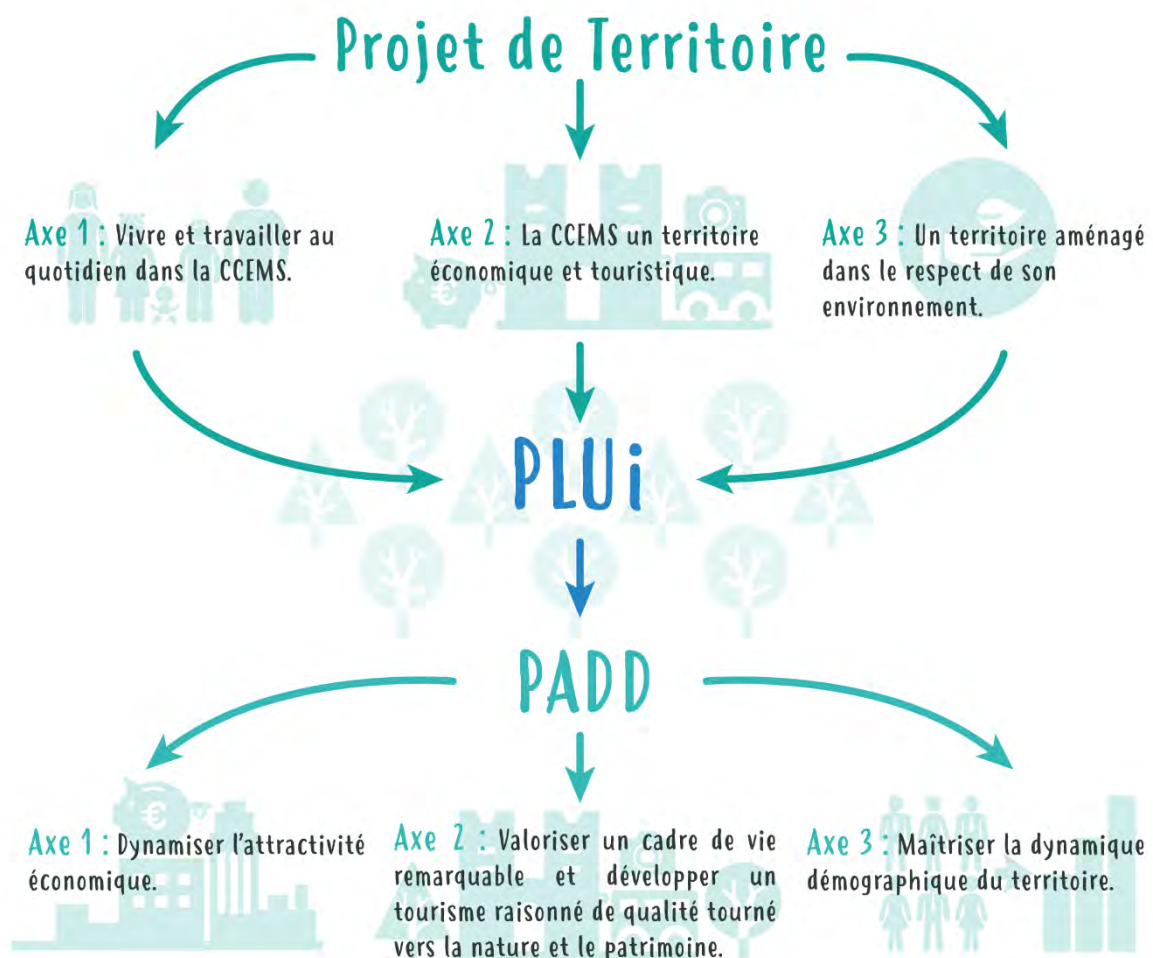 Projet de Territoire
Axe 1 : Vivre et travailler au
quotidien dans la CCEMS.
Axe 2 : La CCEMS un territoire
économique et touristique.
Axe 3 : Un territoire aménagé
dans le respect de son
environnement.
PLUi
PADD
Axe 1 : Dynamiser l'attractivité
économique.
Axe 2 : Valoriser un cadre de vie
remarquable et développer un
tourisme raisonné de qualité tourné
vers la nature et le patrimoine.
Axe 3 : Maîtriser la dynamique
démographique du territoire.